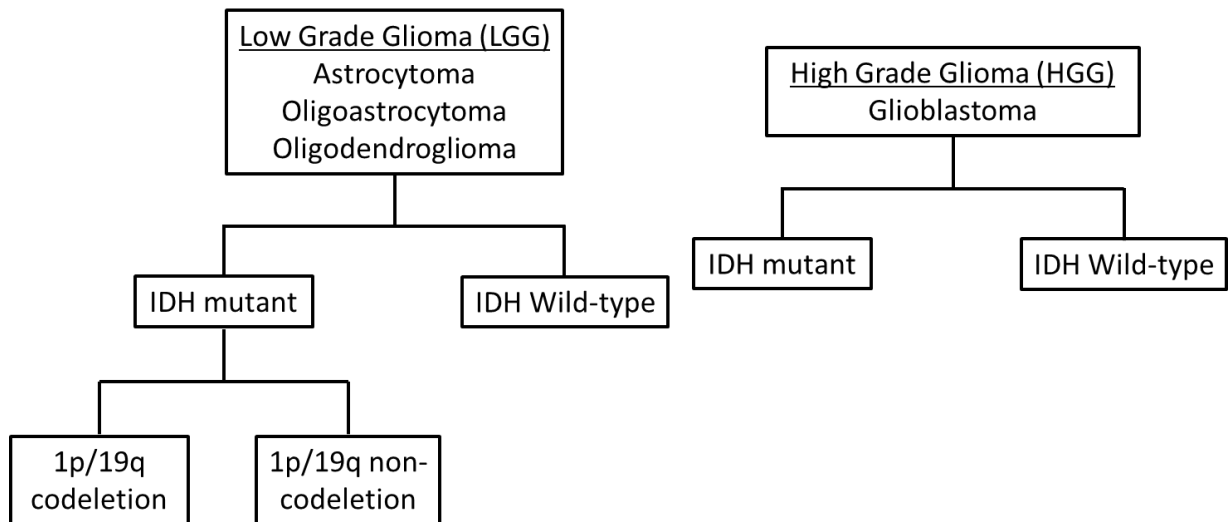 Low Grade Glioma (LGG)
Astrocytoma
Oligoastrocytoma
Oligodendroglioma
High Grade Glioma (HGG)
Glioblastoma
IDH mutant
IDH Wild-type
IDH mutant
IDH Wild-type
1p/19q
codeletion
1p/19q non-
codeletion